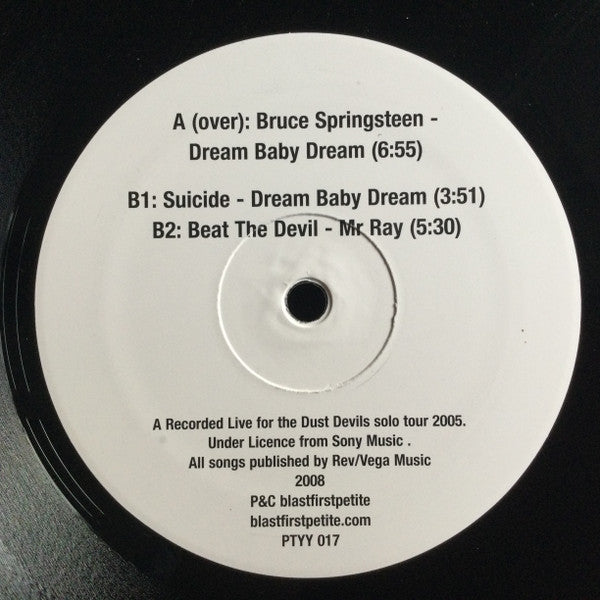 A (over): Bruce Springsteen -
Dream Baby Dream (6:55)
B1: Suicide - Dream Baby Dream (3:51)
B2: Beat The Devil - Mr Ray (5:30)
A Recorded Live for the Dust Devils solo tour 2005.
Under Licence from Sony Music .
All songs published by Rev/Vega Music
2008
P&C blastfirstpetite
blastfirstpetite.com
PTYY 017